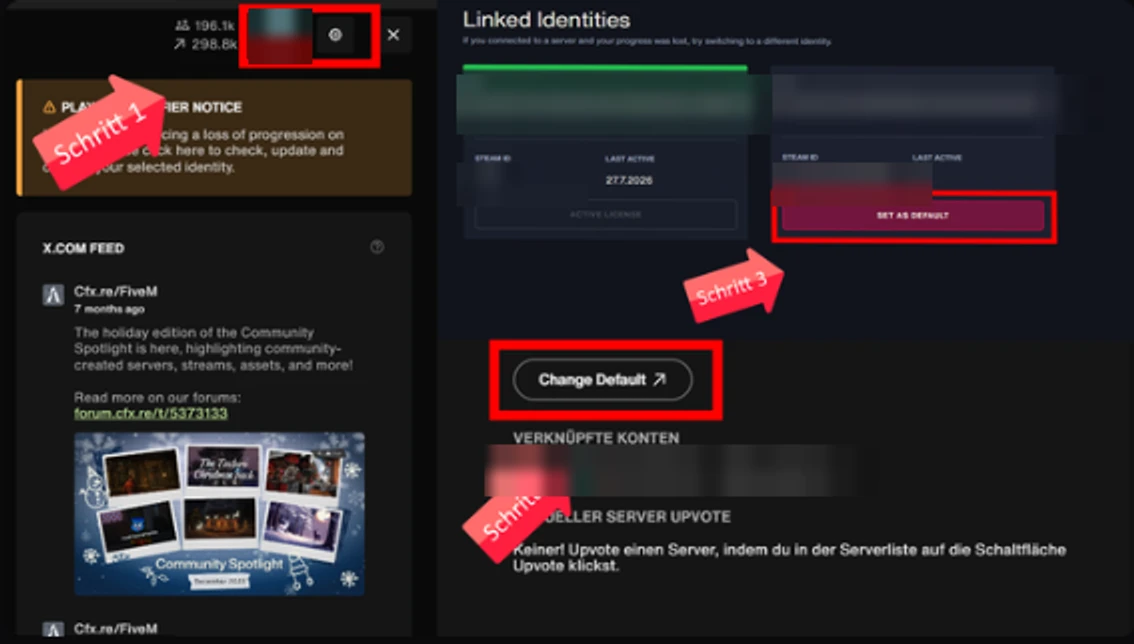 196.1k
298.8k
Schritt 1
NOTICE
a loss of progression on
click here to check, update and
your selected identity.
X.COM FEED
Cfx.re/FiveM
7 months ago
The holiday edition of the Community
Spotlight is here, highlighting community-
created servers, streams, assets, and more!
Read more on our forums:
forum.cfx.re/t/5373133
Community Spotlight
Cfx.re/FiveM
Linked Identities
If you connected to a server and your progress was lost, try switching to a different identity.
STEAM ID
LAST ACTIVE
27.7.2026
ACTIVE LICENSE
STEAM ID
LAST ACTIVE
SET AS DEFAULT
Schritt 3
Change Default
VERKNÜPFTE KONTEN
Schritt
SERVER UPVOTE
Keiner! Upvote einen Server, indem du in der Serverliste auf die Schaltfläche
Upvote klickst.